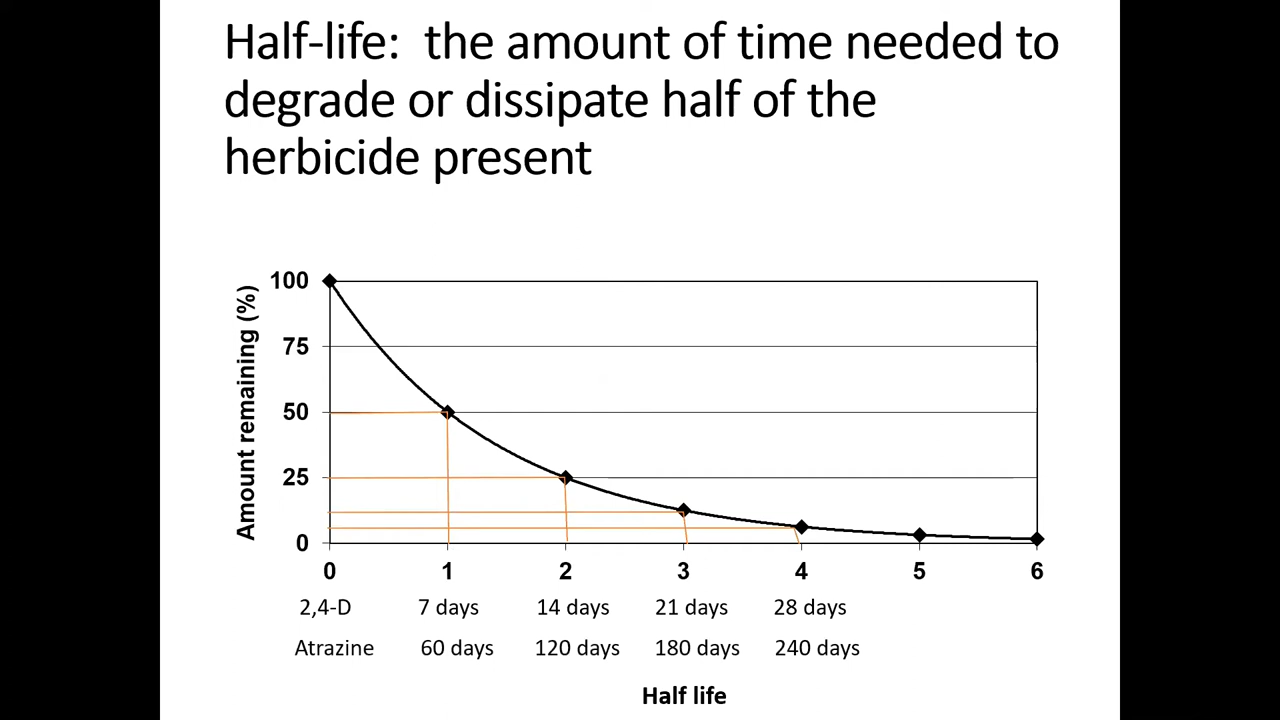 Half-life:  the amount of time needed to
degrade or dissipate half of the
herbicide present
Amount remaining (%)
100
75
50
25
0
0 1 2 3 4 5 6
2,4-D 7 days 14 days 21 days 28 days
Atrazine 60 days 120 days 180 days 240 days
Half life